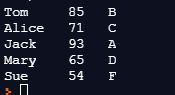 Tom     85   B
Alice   71   C
Jack    93   A
Mary    65   D
Sue     54   F
>